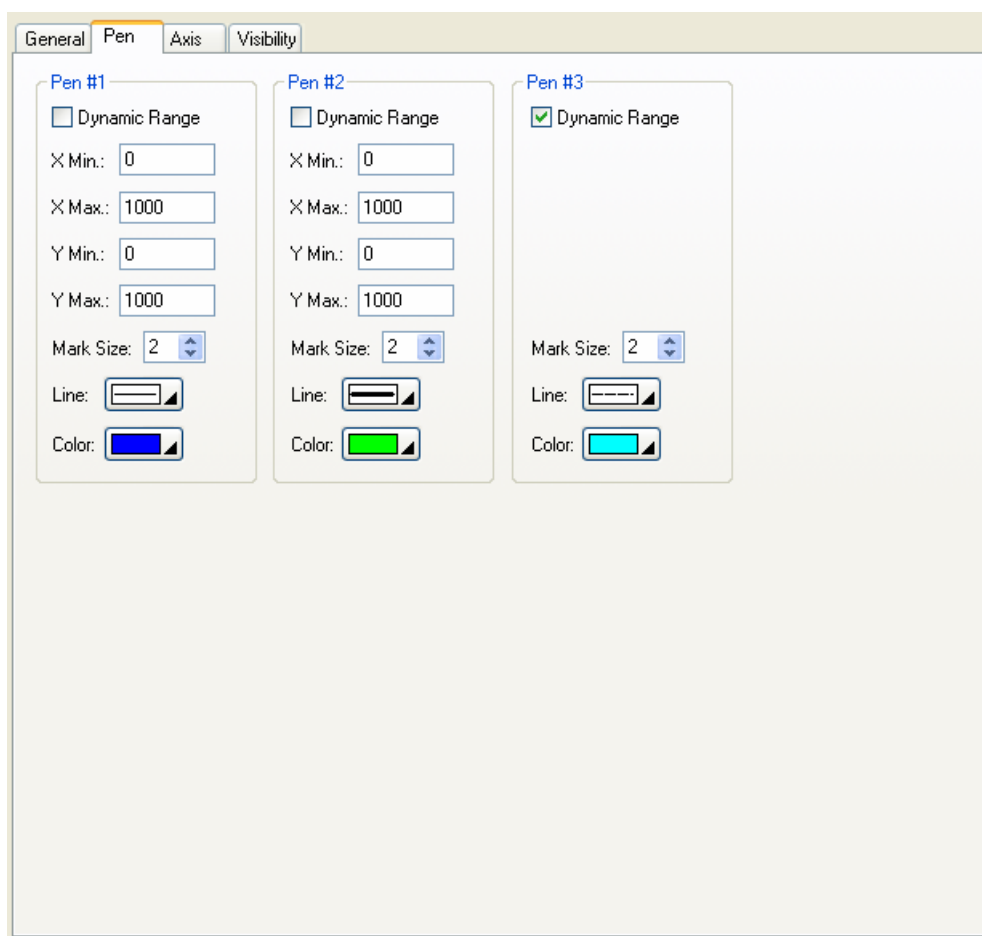 General Pen Axis Visibility
Pen #1
Dynamic Range
X Min.: 0
X Max.: 1000
Y Min.: 0
Y Max.: 1000
Mark Size: 2
Line:
Color:
Pen #2
Dynamic Range
X Min.: 0
X Max.: 1000
Y Min.: 0
Y Max.: 1000
Mark Size: 2
Line:
Color:
Pen #3
Dynamic Range
Mark Size: 2
Line:
Color: